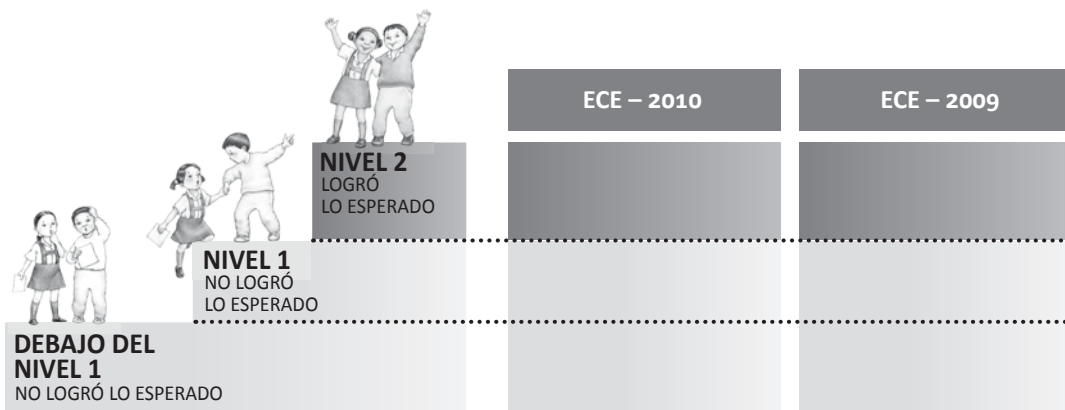 ECE – 2010
ECE – 2009
NIVEL 2
LOGRÓ
LO ESPERADO
NIVEL 1
NO LOGRÓ
LO ESPERADO
DEBAJO DEL
NIVEL 1
NO LOGRÓ LO ESPERADO